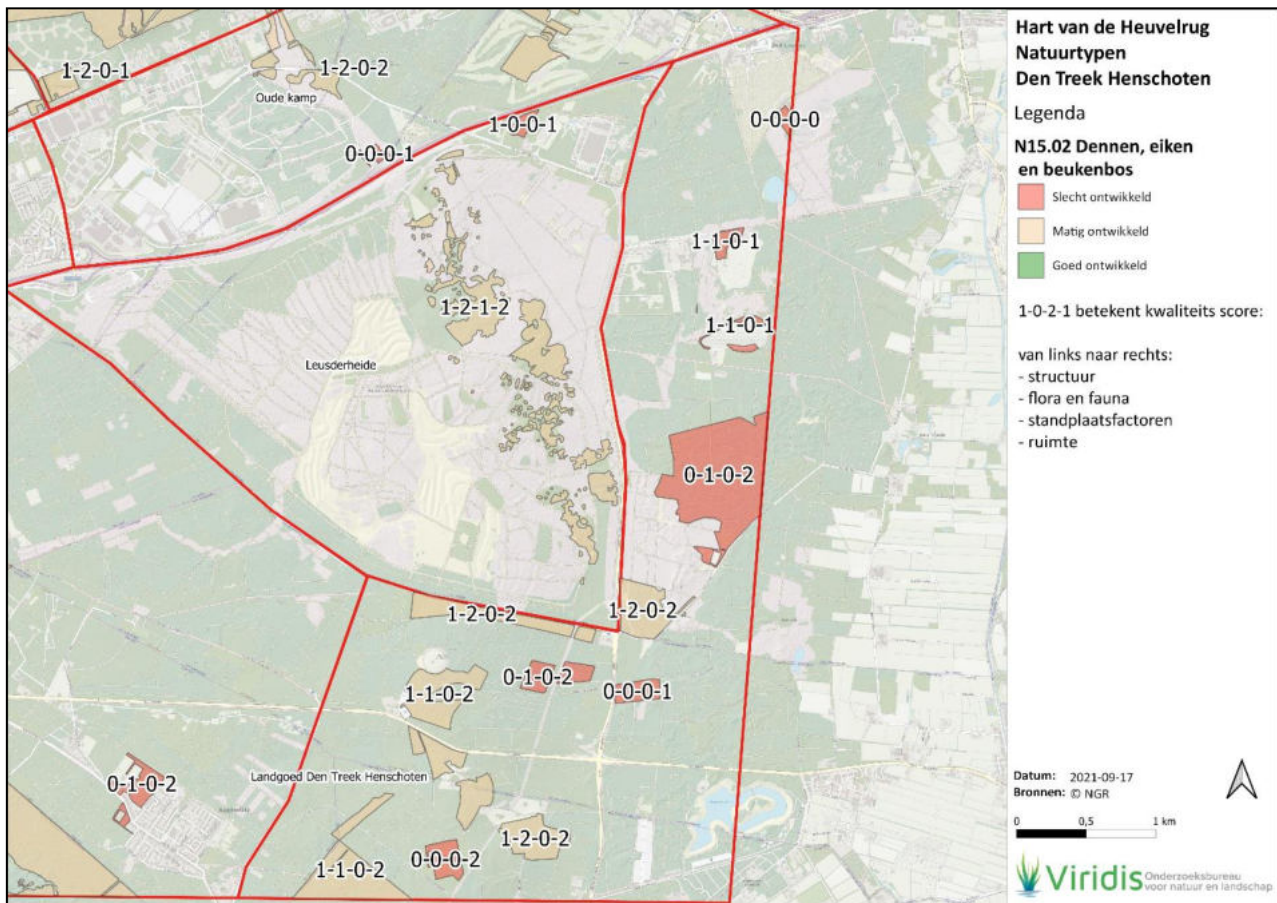 Hart van de Heuvelrug
Natuurtypen
Den Treek Henschoten
Legenda
N15.02 Dennen, eiken
en beukenbos
Slecht ontwikkeld
Matig ontwikkeld
Goed ontwikkeld
1-0-2-1 betekent kwaliteits score:
van links naar rechts:
- structuur
- flora en fauna
- standplaatsfactoren
- ruimte
Datum: 2021-09-17
Bronnen: © NGR
0 0,5 1 km
Viridis Onderzoeksbureau
voor natuur en landschap
1-2-0-1
1-2-0-2
Oude kamp
1-0-0-1
0-0-0-0
0-0-0-1
1-1-0-1
1-2-1-2
1-1-0-1
Leusderheide
0-1-0-2
1-2-0-2
1-2-0-2
0-1-0-2
1-1-0-2
0-0-0-1
Landgoed Den Treek Henschoten
0-1-0-2
1-2-0-2
0-0-0-2
1-1-0-2